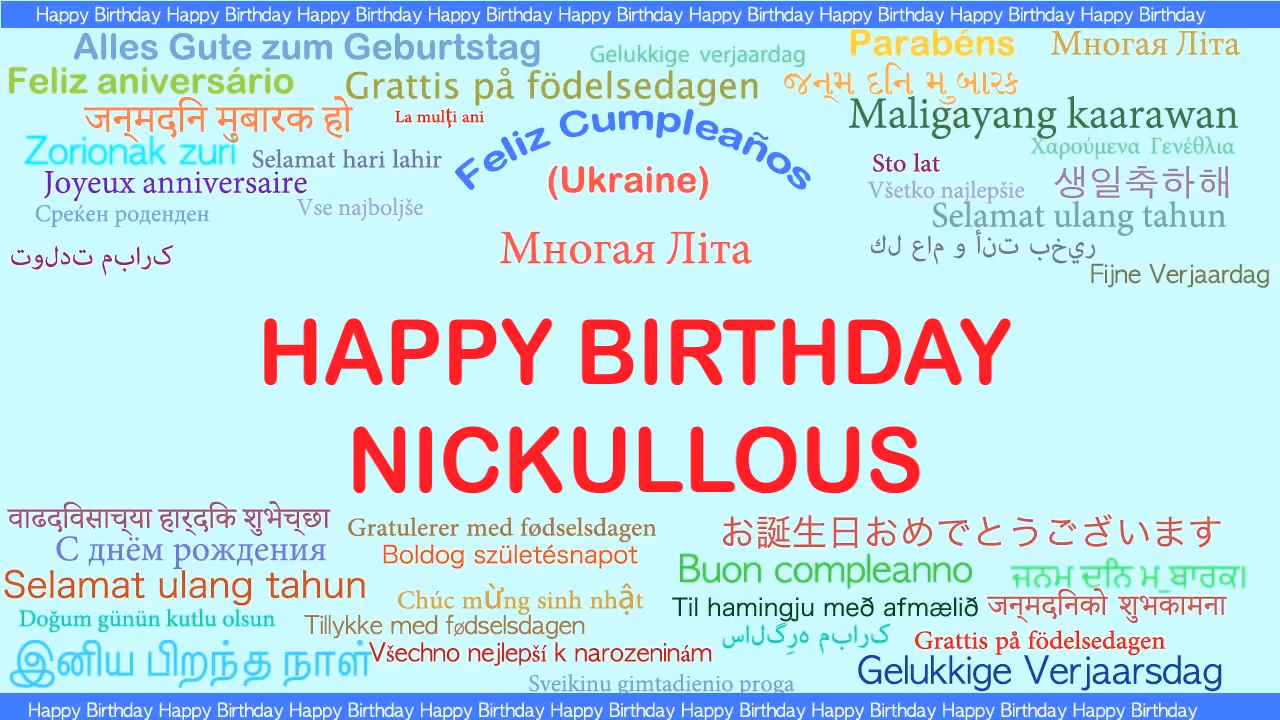 Happy Birthday Happy Birthday Happy Birthday Happy Birthday Happy Birthday Happy Birthday Happy Birthday Happy Birthday Happy Birthday
Alles Gute zum Geburtstag
Gelukkige verjaardag
Parabéns
Многая Літа
Feliz aniversário
Grattis på födelsedagen
જન્મ દિન મુબારક
जन्मदिन मुबारक हो
La mulţi ani
Feliz Cumpleaños
Maligayang kaarawan
Zorionak zuri
Selamat hari lahir
(Ukraine)
Sto lat
Χαρούμενα Γενέθλια
Joyeux anniversaire
Všetko najlepšie
생일축하해
Среќен роденден
Vse najboljše
Selamat ulang tahun
Многая Літа
تولدت مبارک
كل عام و أنت بخير
Fijne Verjaardag
HAPPY BIRTHDAY
NICKULLOUS
वाढदिवसाच्या हार्दिक शुभेच्छा
Gratulerer med fødselsdagen
お誕生日おめでとうございます
С днём рождения
Boldog születésnapot
Selamat ulang tahun
Buon compleanno
ਜਨਮ ਦਿਨ ਮੁਬਾਰਕ।
Chúc mừng sinh nhật
Til hamingju með afmælið
जन्मदिनको शुभकामना
Doğum günün kutlu olsun
Tillykke med fødselsdagen
سالگِرہ مبارک
Grattis på födelsedagen
இனிய பிறந்த நாள்
Všechno nejlepší k narozeninám
Gelukkige Verjaarsdag
Sveikinu gimtadienio proga
Happy Birthday Happy Birthday Happy Birthday Happy Birthday Happy Birthday Happy Birthday Happy Birthday Happy Birthday Happy Birthday